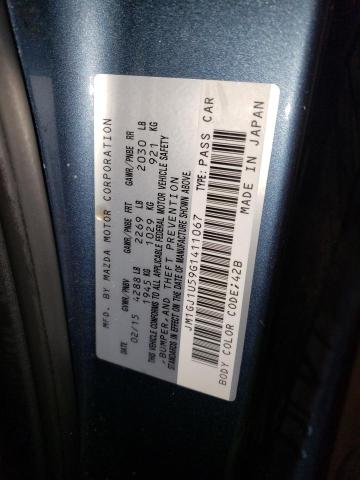 MFD. BY MAZDA MOTOR CORPORATION
GVWR/PNBV GAWR/PNBE FRT GAWR/PNBE RR
02/15 4288 LB 2269 LB 2030 LB
1945 KG 1029 KG 921 KG
THIS VEHICLE CONFORMS TO ALL APPLICABLE FEDERAL MOTOR VEHICLE SAFETY
,BUMPER,AND THEFT PREVENTION
STANDARDS IN EFFECT ON THE DATE OF MANUFACTURE SHOWN ABOVE.
JM1GJ1U59G1411067 TYPE: PASS CAR
BODY COLOR CODE;42B MADE IN JAPAN